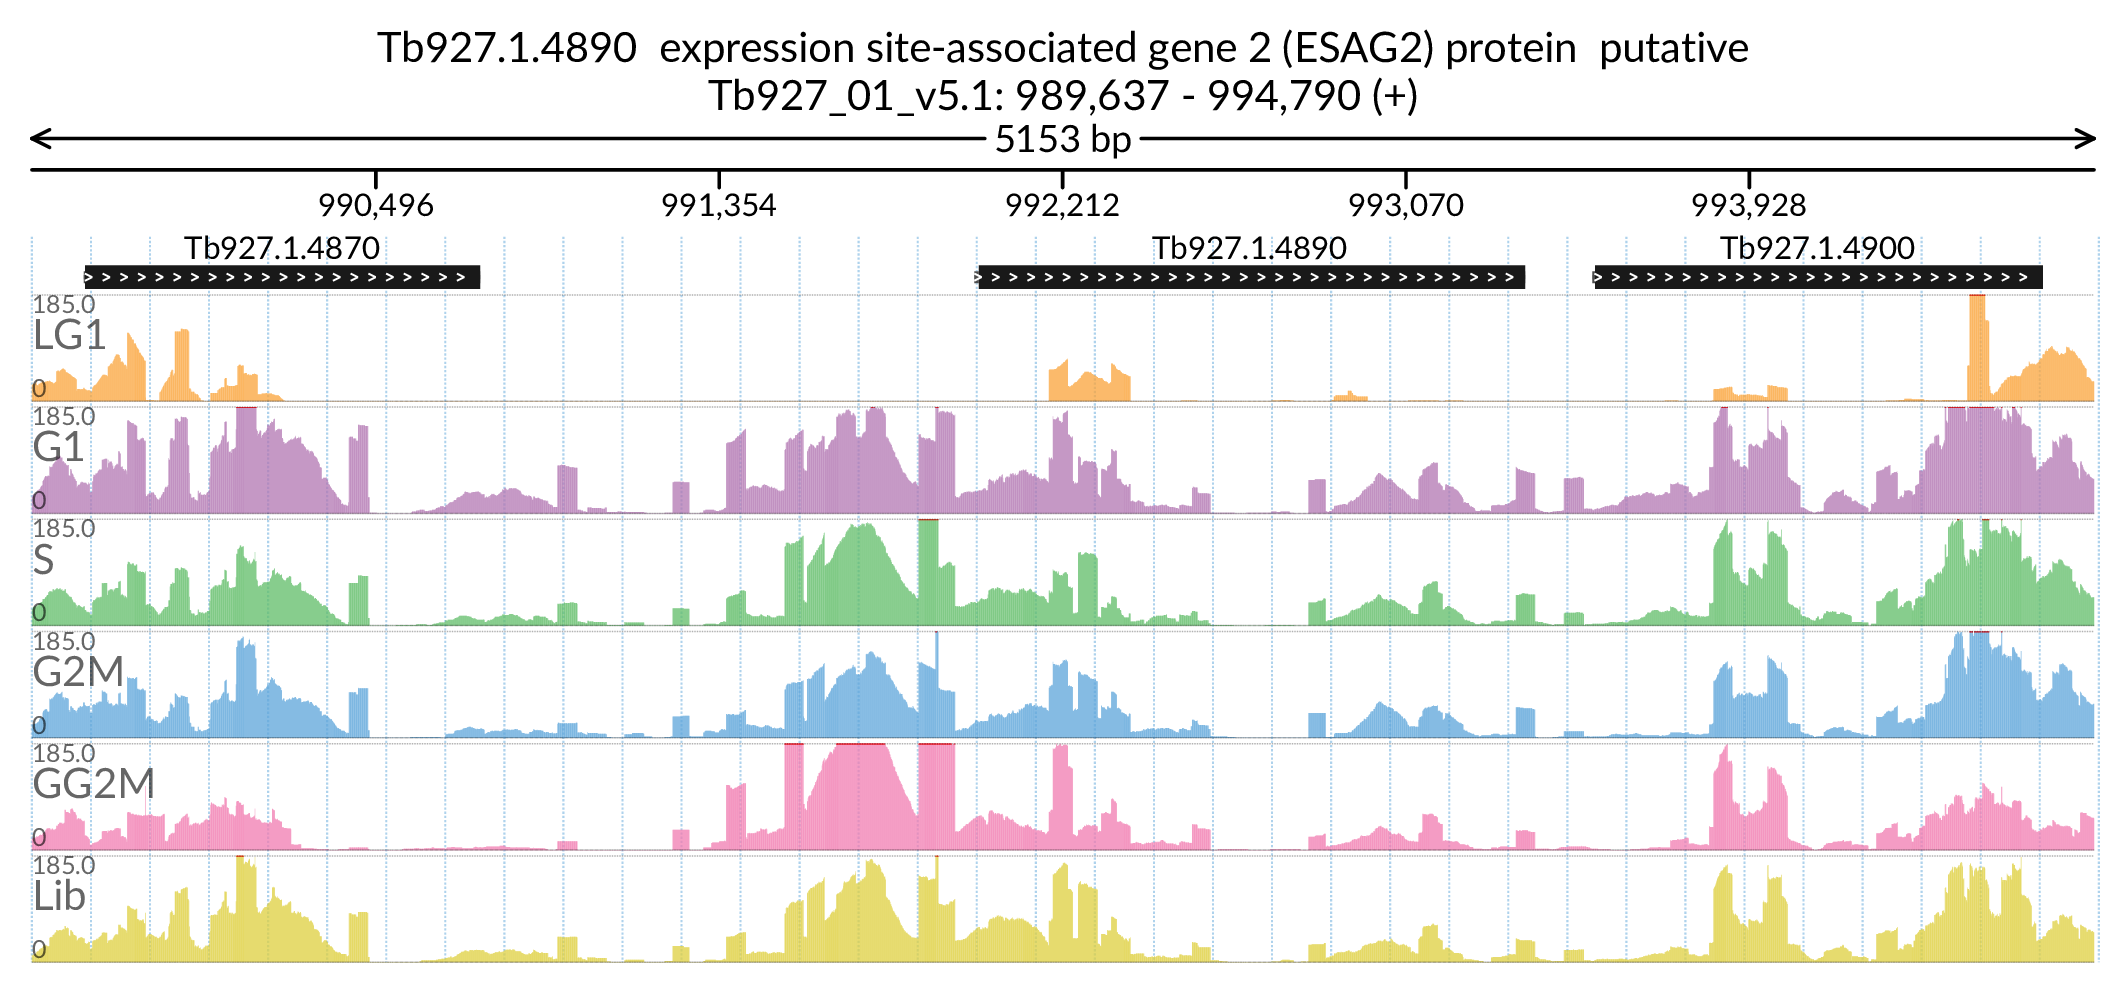 Tb927.1.4890  expression site-associated gene 2 (ESAG2) protein  putative
Tb927_01_v5.1: 989,637 - 994,790 (+)
5153 bp
990,496 991,354 992,212 993,070 993,928
Tb927.1.4870 Tb927.1.4890 Tb927.1.4900
185.0
LG1
0
185.0
G1
0
185.0
S
0
185.0
G2M
0
185.0
GG2M
0
185.0
Lib
0